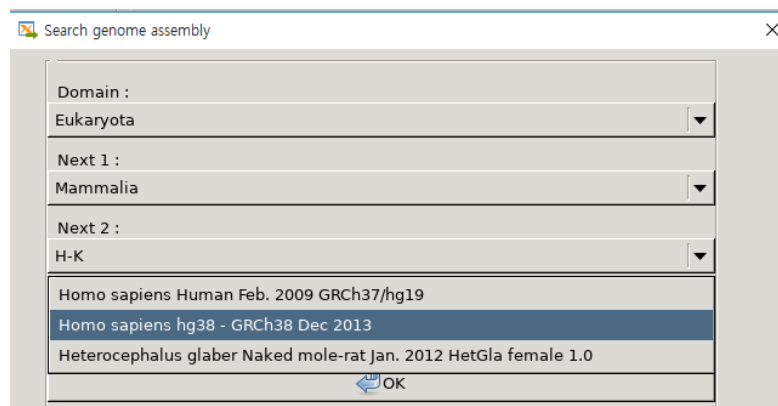 Search genome assembly
Domain :
Eukaryota
Next 1 :
Mammalia
Next 2 :
H-K
Homo sapiens Human Feb. 2009 GRCh37/hg19
Homo sapiens hg38 - GRCh38 Dec 2013
Heterocephalus glaber Naked mole-rat Jan. 2012 HetGla female 1.0
OK